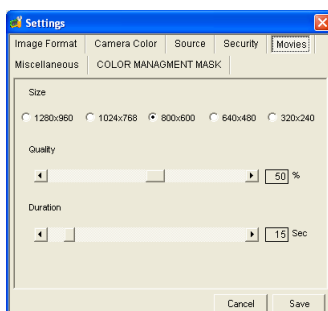 Settings
Image Format Camera Color Source Security Movies
Miscellaneous COLOR MANAGMENT MASK
Size
1280x960 1024x768 800x600 640x480 320x240
Quality
50 %
Duration
15 Sec
Cancel Save